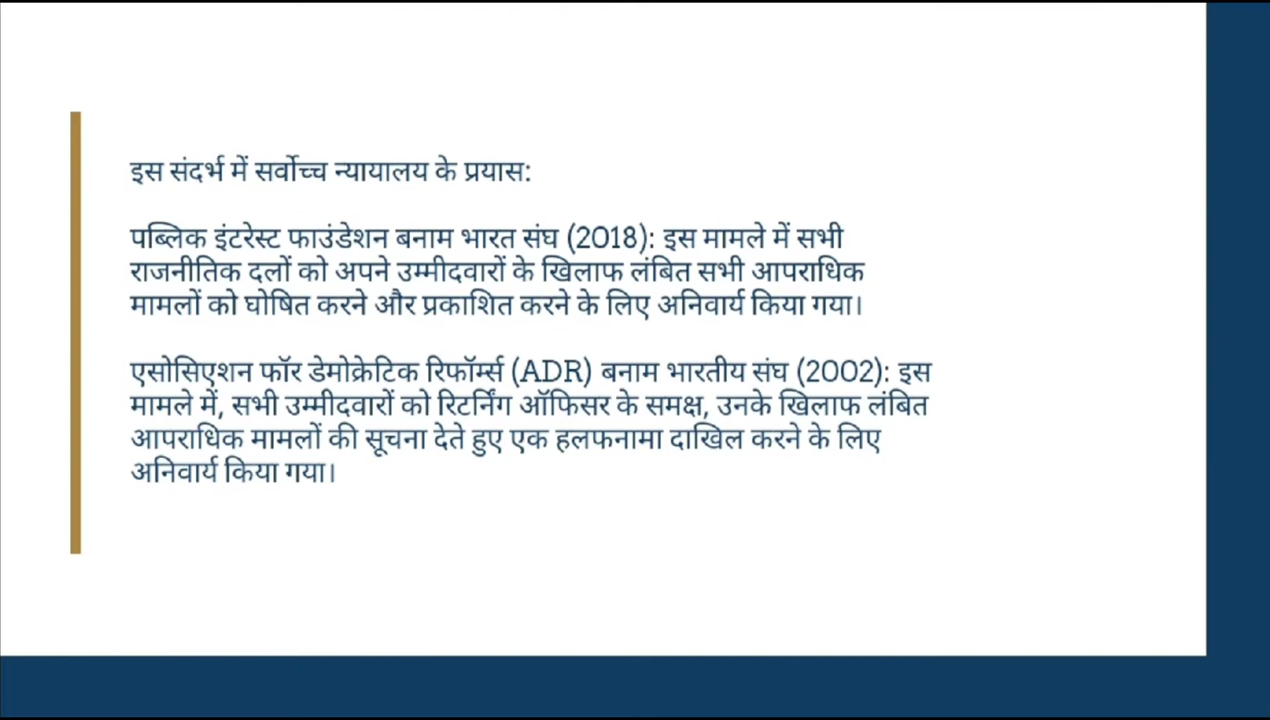 इस संदर्भ में सर्वोच्च न्यायालय के प्रयास:
पब्लिक इंटरेस्ट फाउंडेशन बनाम भारत संघ (2018): इस मामले में सभी
राजनीतिक दलों को अपने उम्मीदवारों के खिलाफ लंबित सभी आपराधिक
मामलों को घोषित करने और प्रकाशित करने के लिए अनिवार्य किया गया।
एसोसिएशन फॉर डेमोक्रेटिक रिफॉर्म्स (ADR) बनाम भारतीय संघ (2002): इस
मामले में, सभी उम्मीदवारों को रिटर्निंग ऑफिसर के समक्ष, उनके खिलाफ लंबित
आपराधिक मामलों की सूचना देते हुए एक हलफनामा दाखिल करने के लिए
अनिवार्य किया गया।